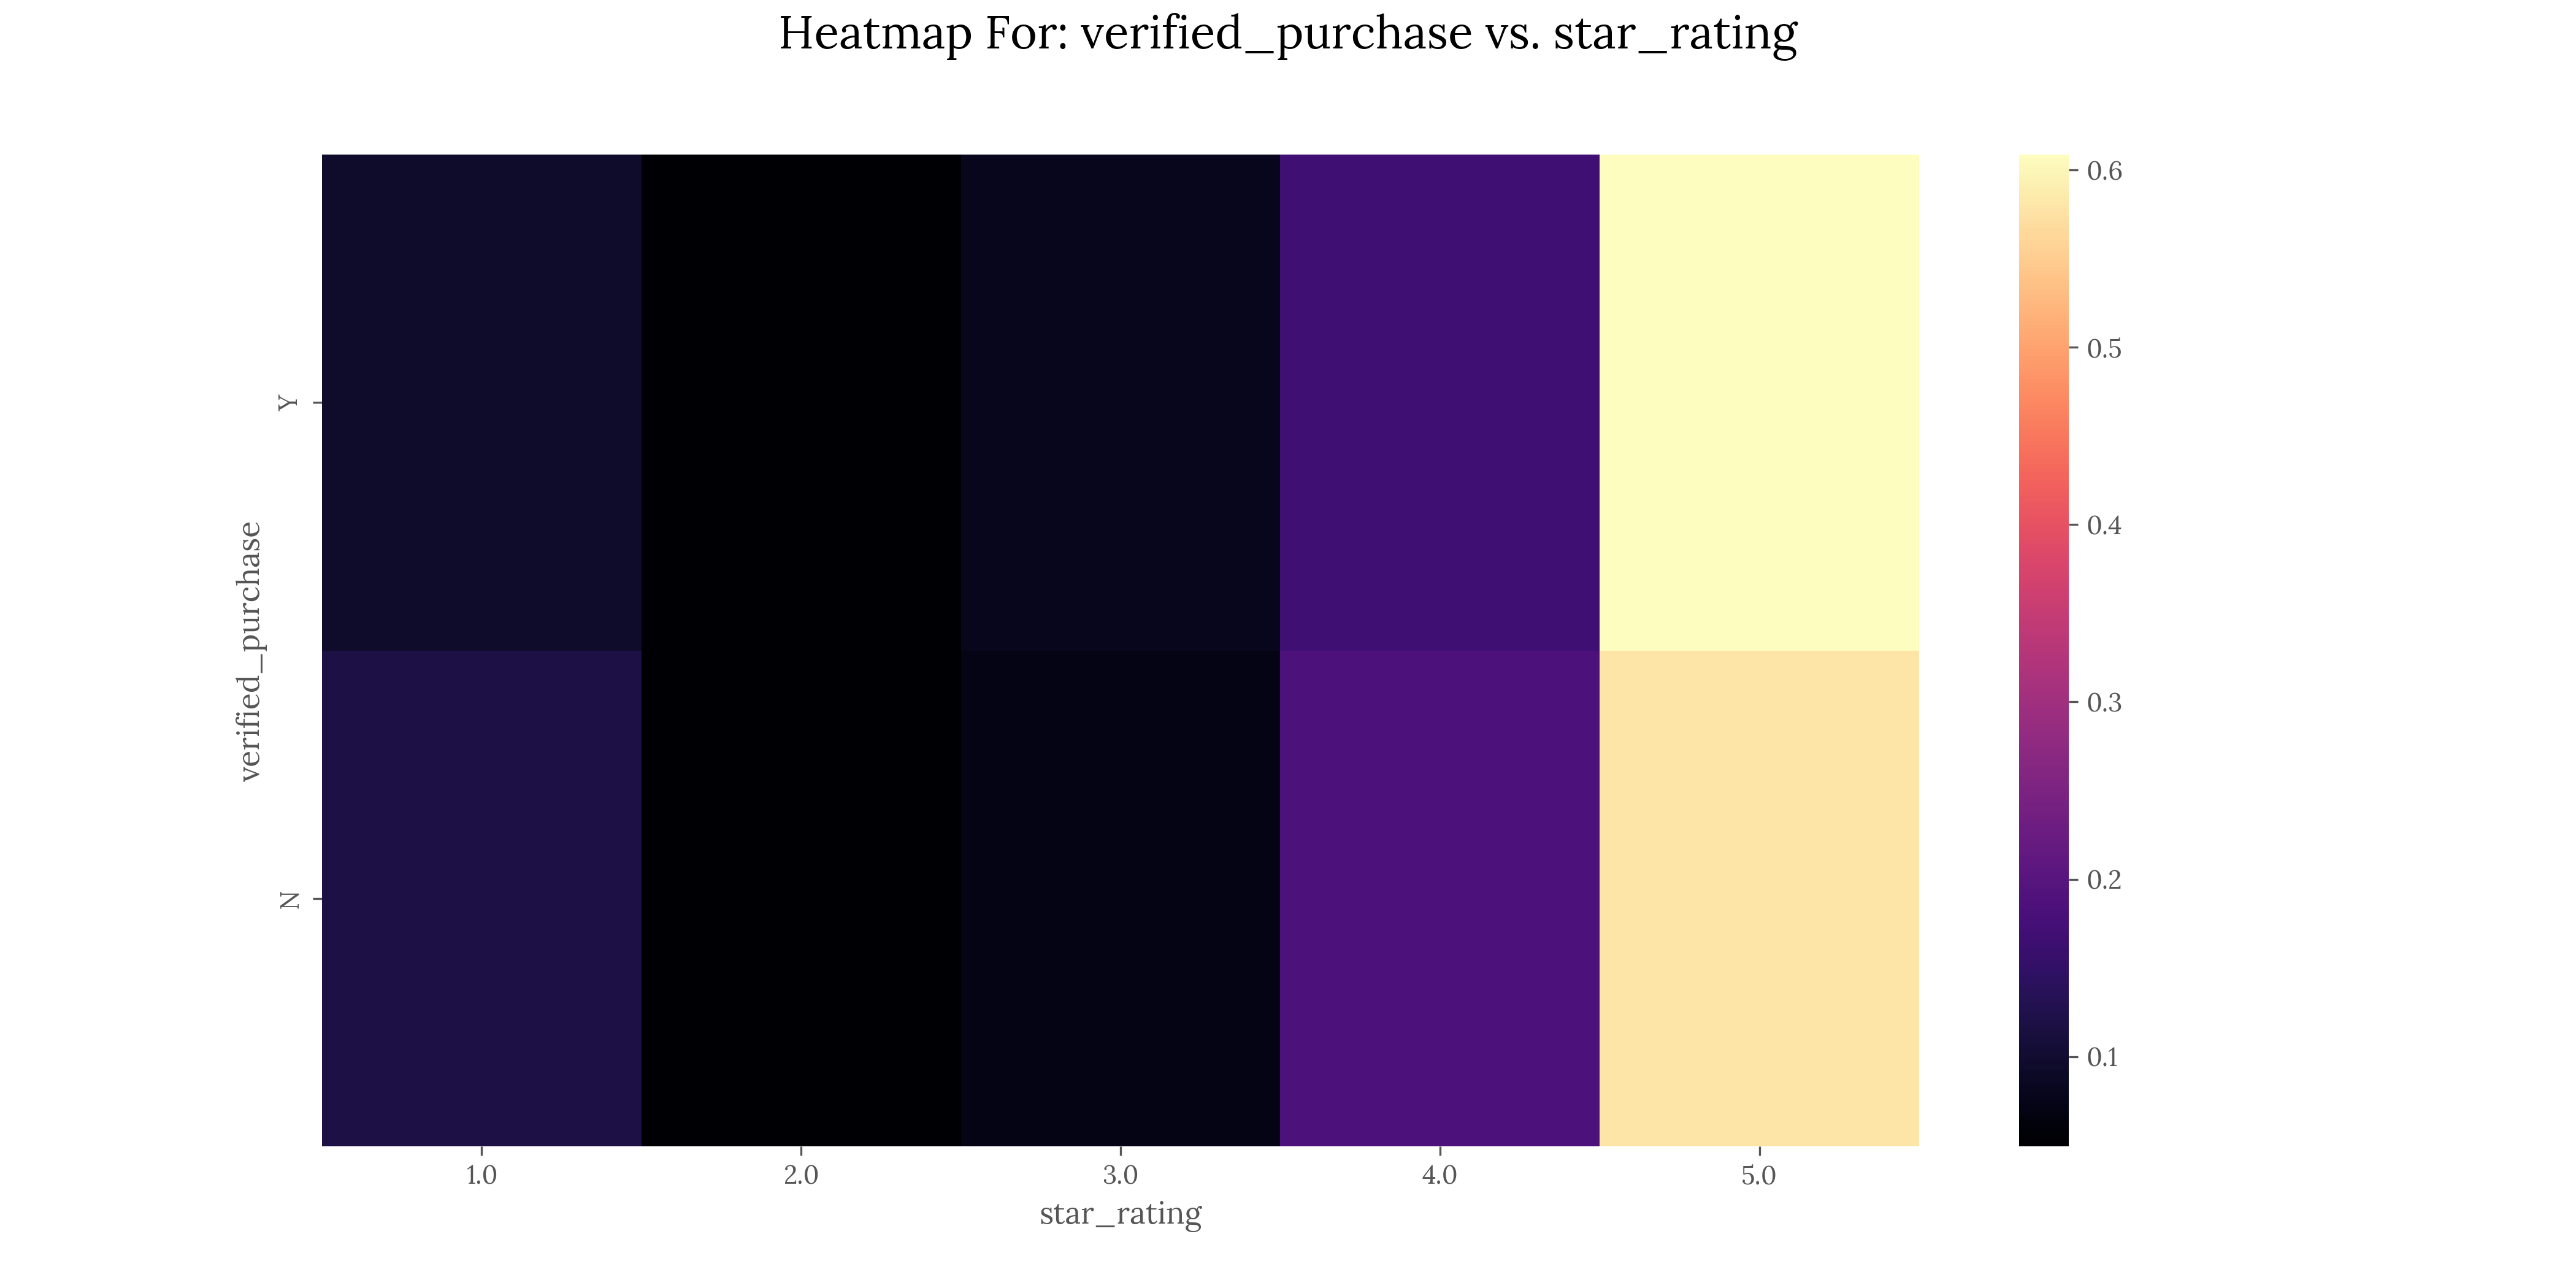 Heatmap For: verified_purchase vs. star_rating
verified_purchase
Y
N
1.0
2.0
3.0
4.0
5.0
star_rating
0.6
0.5
0.4
0.3
0.2
0.1